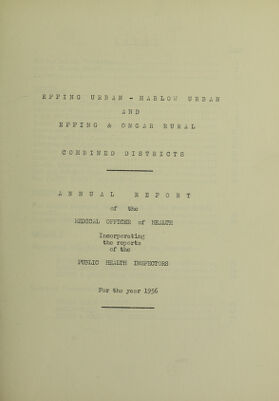 EPPING URBAN - HARLOW URBAN
AND
EPPING & ONGAR RURAL
COMBINED DISTRICTS
ANNUAL REPORT
of the
MEDICAL OFFICER of HEALTH
Incorporating
the reports
of the
PUBLIC HEALTH INSPECTORS
For the year 1956